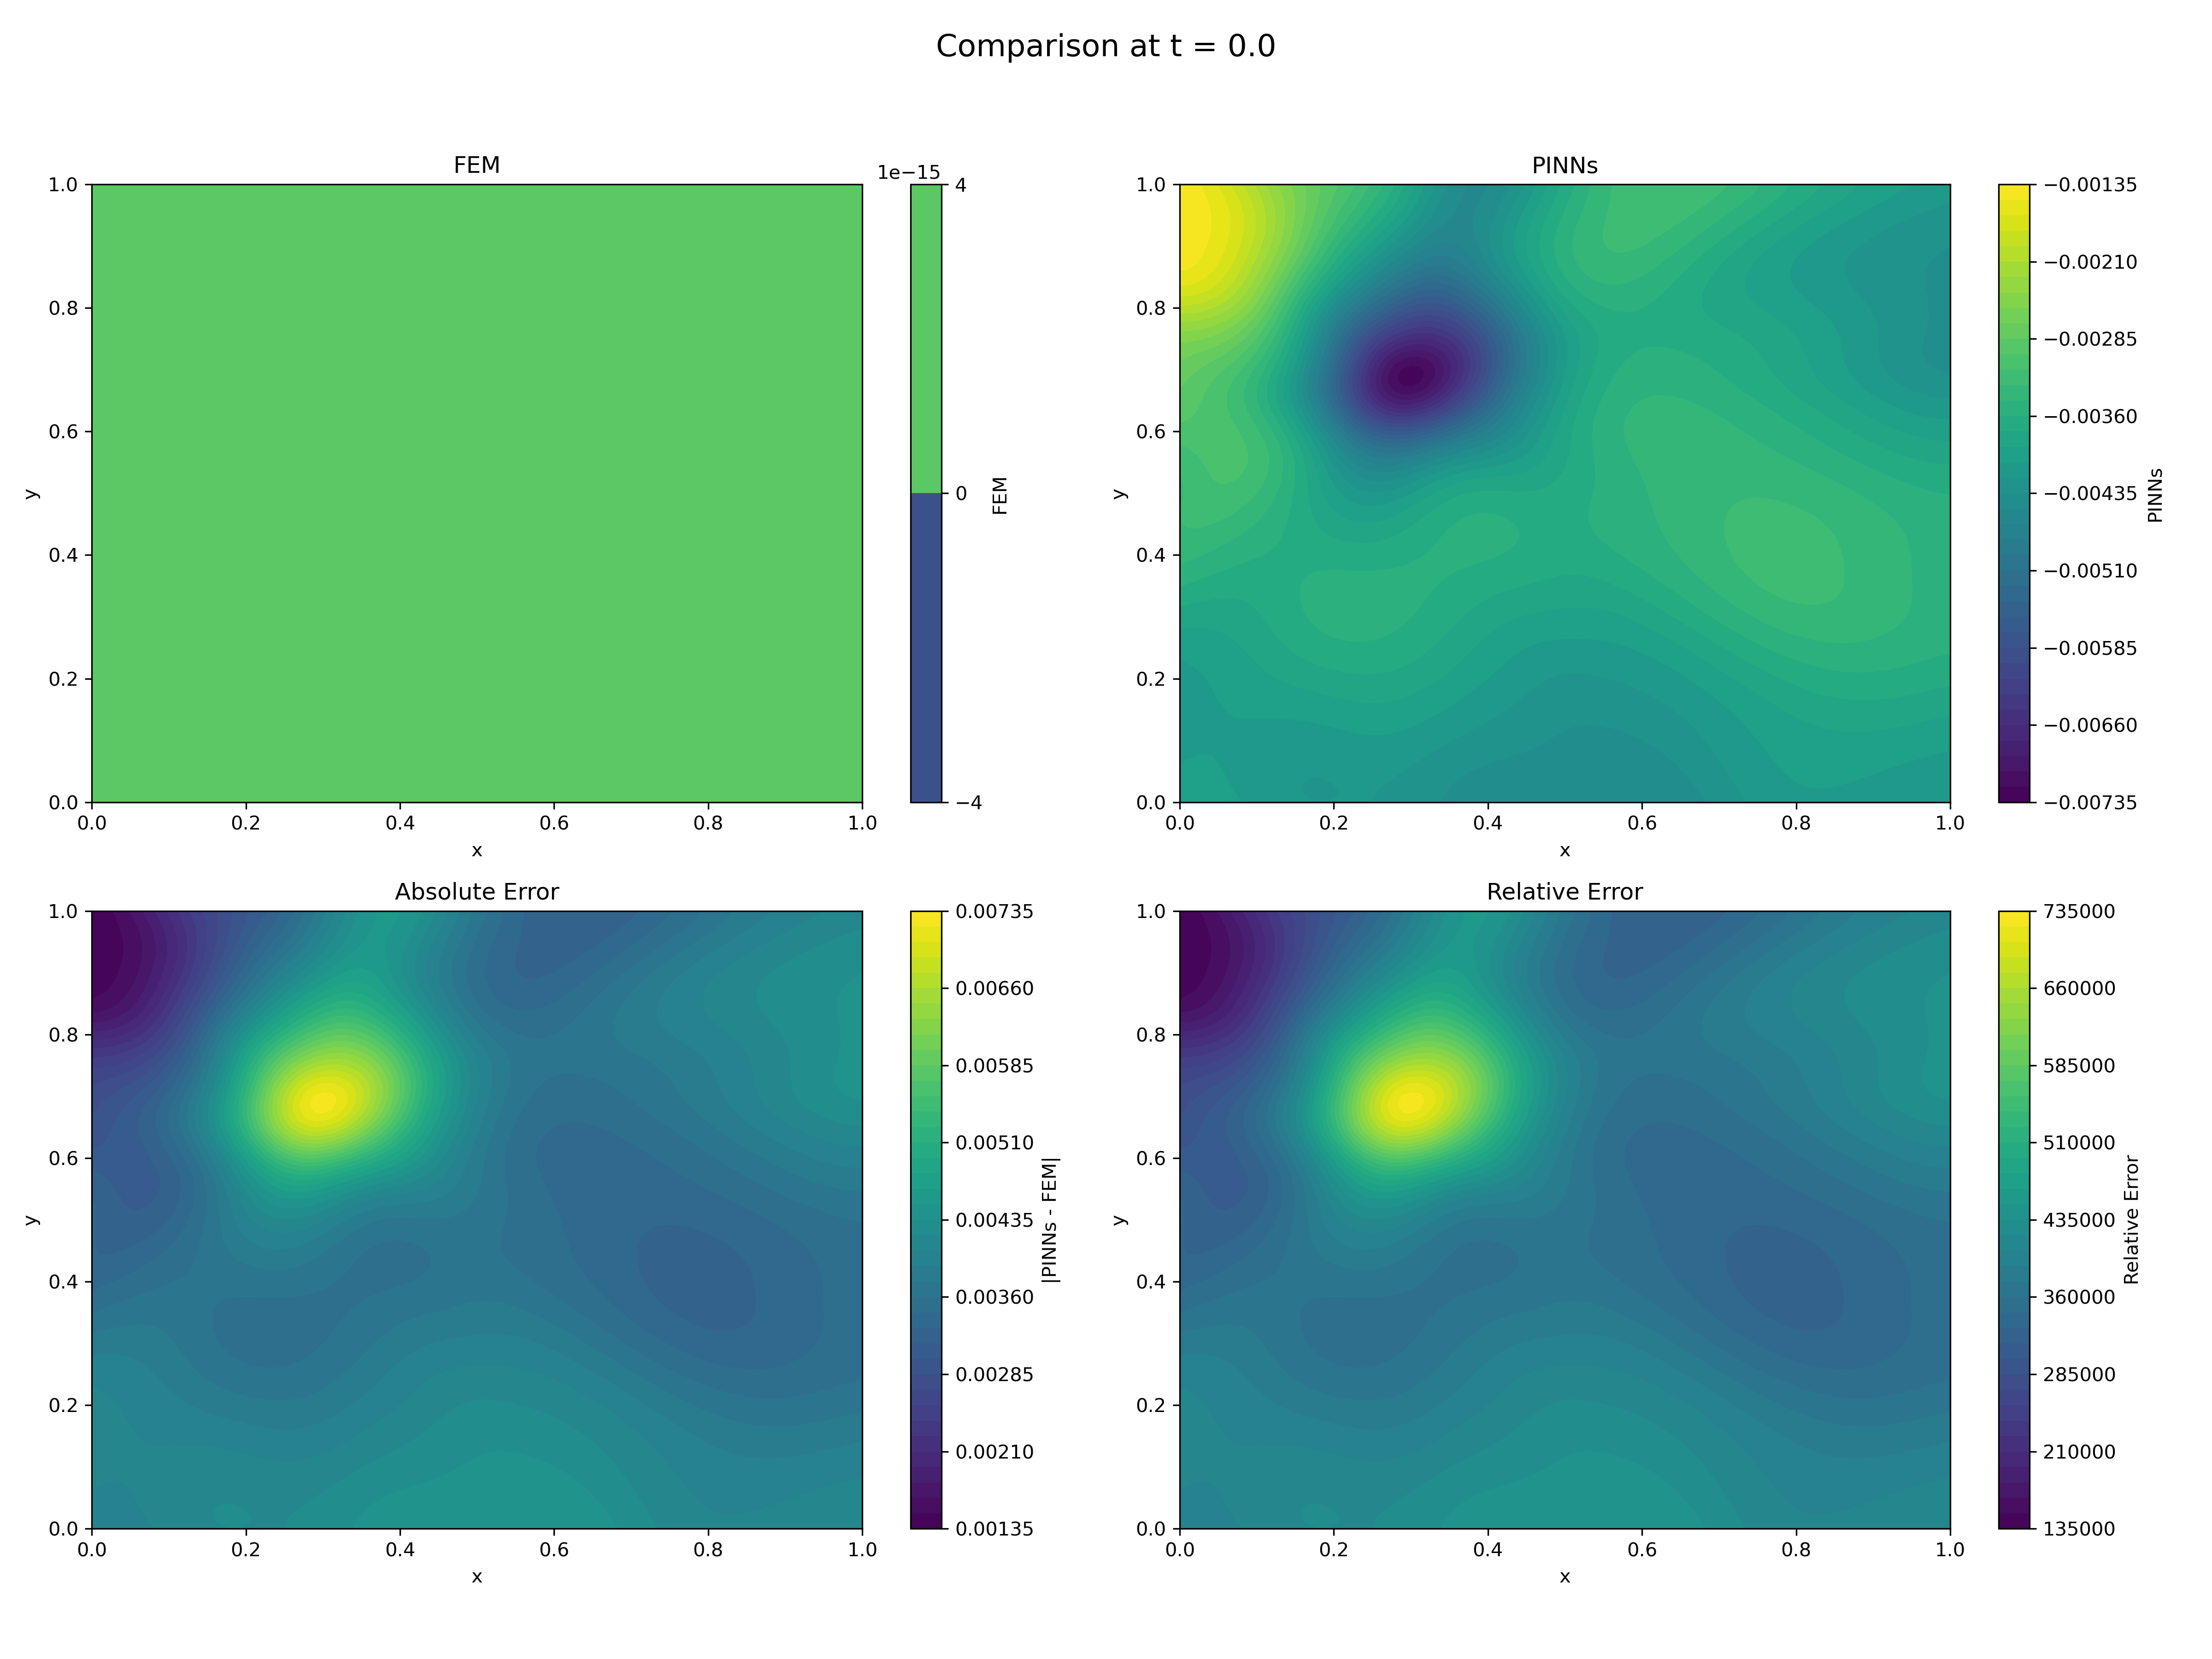 Comparison at t = 0.0
FEM
1e−15
1.0
0.8
0.6
0.4
0.2
0.0
y
0.0 0.2 0.4 0.6 0.8 1.0
x
4
0
−4
FEM
PINNs
1.0
0.8
0.6
0.4
0.2
0.0
y
0.0 0.2 0.4 0.6 0.8 1.0
x
−0.00135
−0.00210
−0.00285
−0.00360
−0.00435
−0.00510
−0.00585
−0.00660
−0.00735
PINNs
Absolute Error
1.0
0.8
0.6
0.4
0.2
0.0
y
0.0 0.2 0.4 0.6 0.8 1.0
x
0.00735
0.00660
0.00585
0.00510
0.00435
0.00360
0.00285
0.00210
0.00135
|PINNs - FEM|
Relative Error
1.0
0.8
0.6
0.4
0.2
0.0
y
0.0 0.2 0.4 0.6 0.8 1.0
x
735000
660000
585000
510000
435000
360000
285000
210000
135000
Relative Error